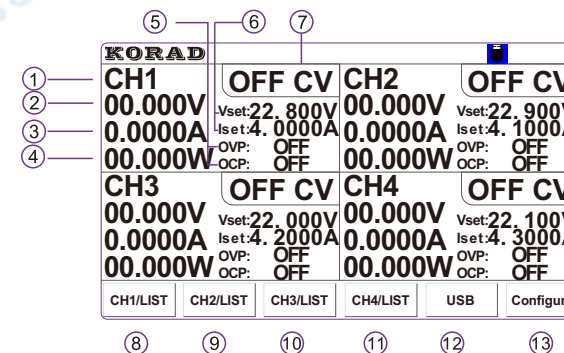 ⑤ ⑥ ⑦
KORAD
① CH1 OFF CV CH2 OFF CV
② 00.000V Vset:22.800V 00.000V Vset:22.900V
③ 0.0000A Iset:4.0000A 0.0000A Iset:4.1000A
④ 00.000W OVP: OFF 00.000W OVP: OFF
OCP: OFF OCP: OFF
CH3 OFF CV CH4 OFF CV
00.000V Vset:22.000V 00.000V Vset:22.100V
0.0000A Iset:4.2000A 0.0000A Iset:4.3000A
00.000W OVP: OFF 00.000W OVP: OFF
OCP: OFF OCP: OFF
CH1/LIST CH2/LIST CH3/LIST CH4/LIST USB Configur
⑧ ⑨ ⑩ ⑪ ⑫ ⑬